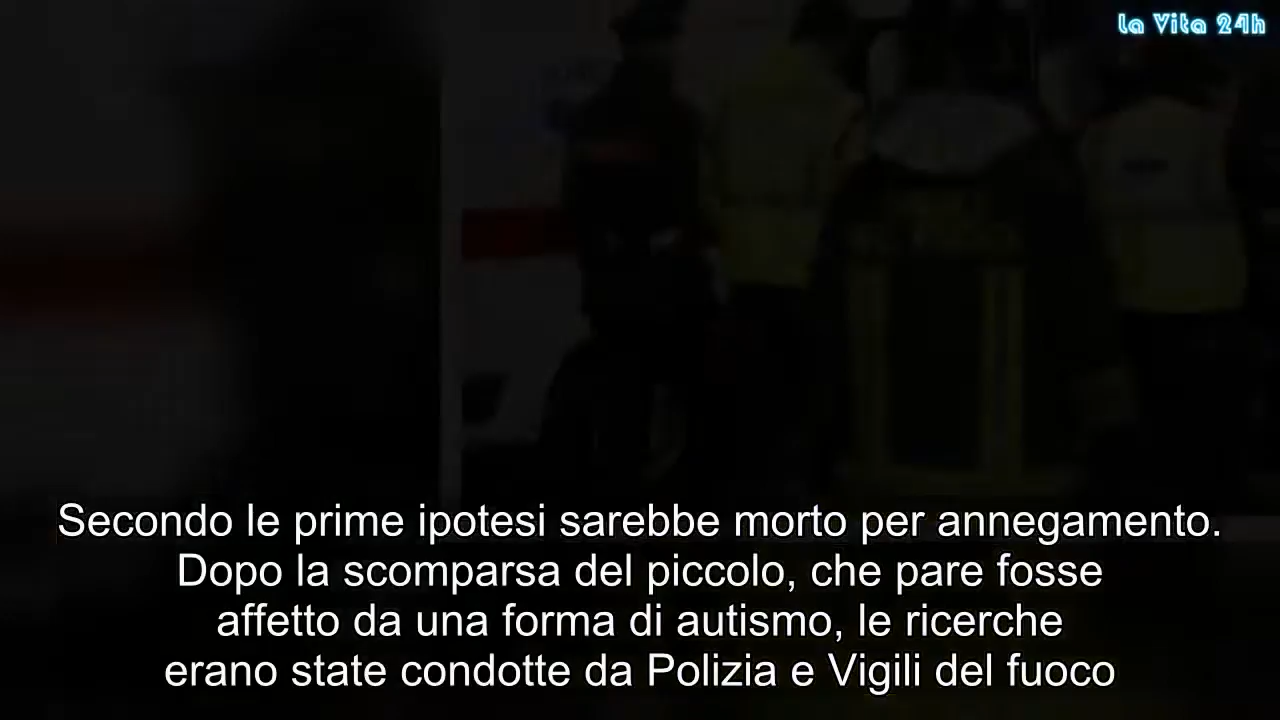 La Vita 24h
Secondo le prime ipotesi sarebbe morto per annegamento.
Dopo la scomparsa del piccolo, che pare fosse
affetto da una forma di autismo, le ricerche
erano state condotte da Polizia e Vigili del fuoco